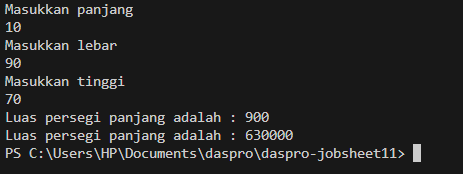 Masukkan panjang
10
Masukkan lebar
90
Masukkan tinggi
70
Luas persegi panjang adalah : 900
Luas persegi panjang adalah : 630000
PS C:\Users\HP\Documents\daspro\daspro-jobsheet11>